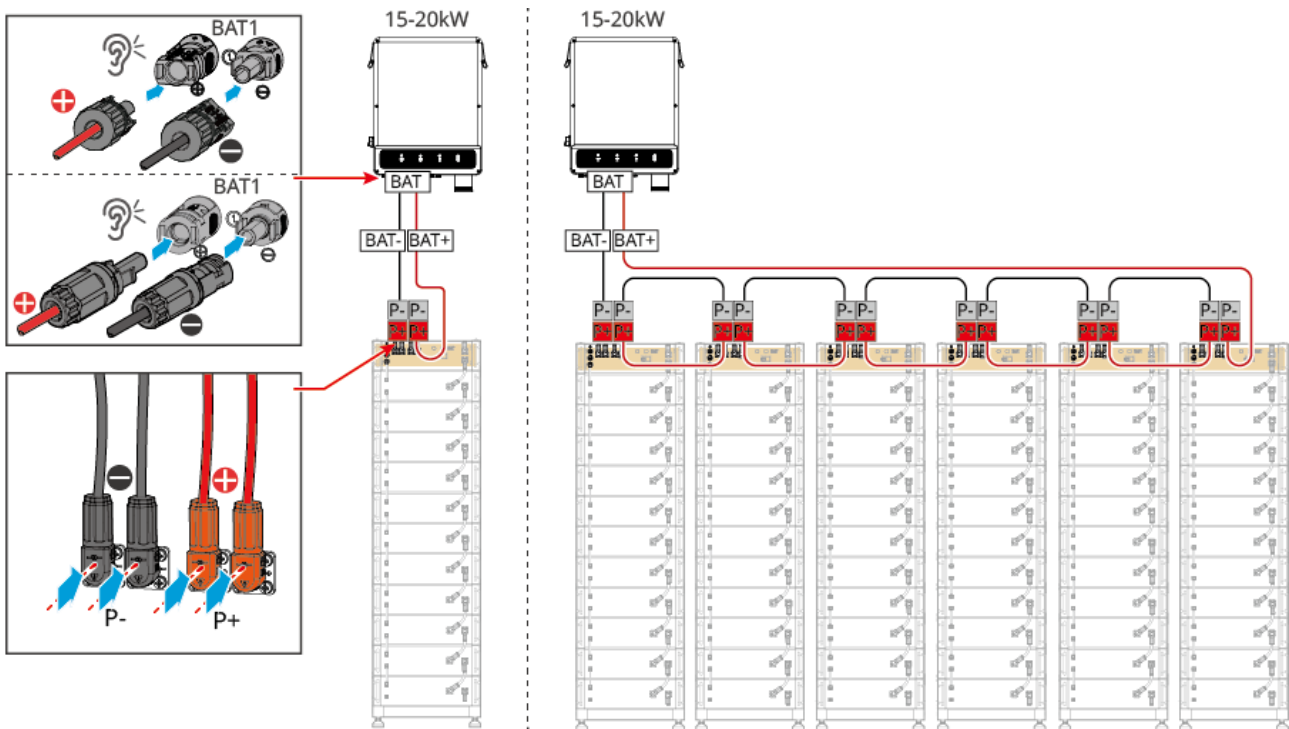 BAT1
BAT1
P-
P+
15-20kW
BAT
BAT- BAT+
P- P-
P+ P+
15-20kW
BAT
BAT- BAT+
P- P- P- P- P- P- P- P- P- P- P- P-
P+ P+ P+ P+ P+ P+ P+ P+ P+ P+ P+ P+